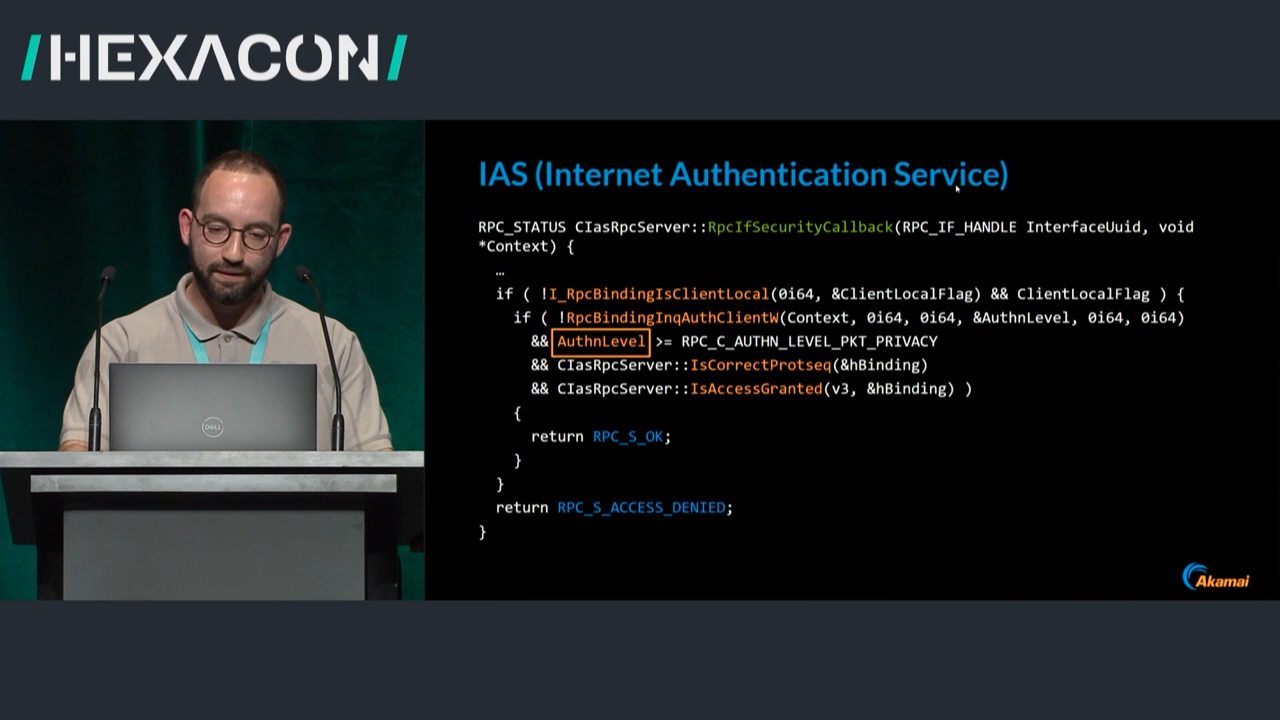 /HEXACON/
IAS (Internet Authentication Service)
RPC_STATUS CIasRpcServer::RpcIfSecurityCallback(RPC_IF_HANDLE InterfaceUuid, void
*Context) {
…
if ( !I_RpcBindingIsClientLocal(0i64, &ClientLocalFlag) && ClientLocalFlag ) {
if ( !RpcBindingInqAuthClientW(Context, 0i64, 0i64, &AuthnLevel, 0i64, 0i64)
&& AuthnLevel >= RPC_C_AUTHN_LEVEL_PKT_PRIVACY
&& CIasRpcServer::IsCorrectProtseq(&hBinding)
&& CIasRpcServer::IsAccessGranted(v3, &hBinding) )
{
return RPC_S_OK;
}
}
return RPC_S_ACCESS_DENIED;
}
DELL
Akamai